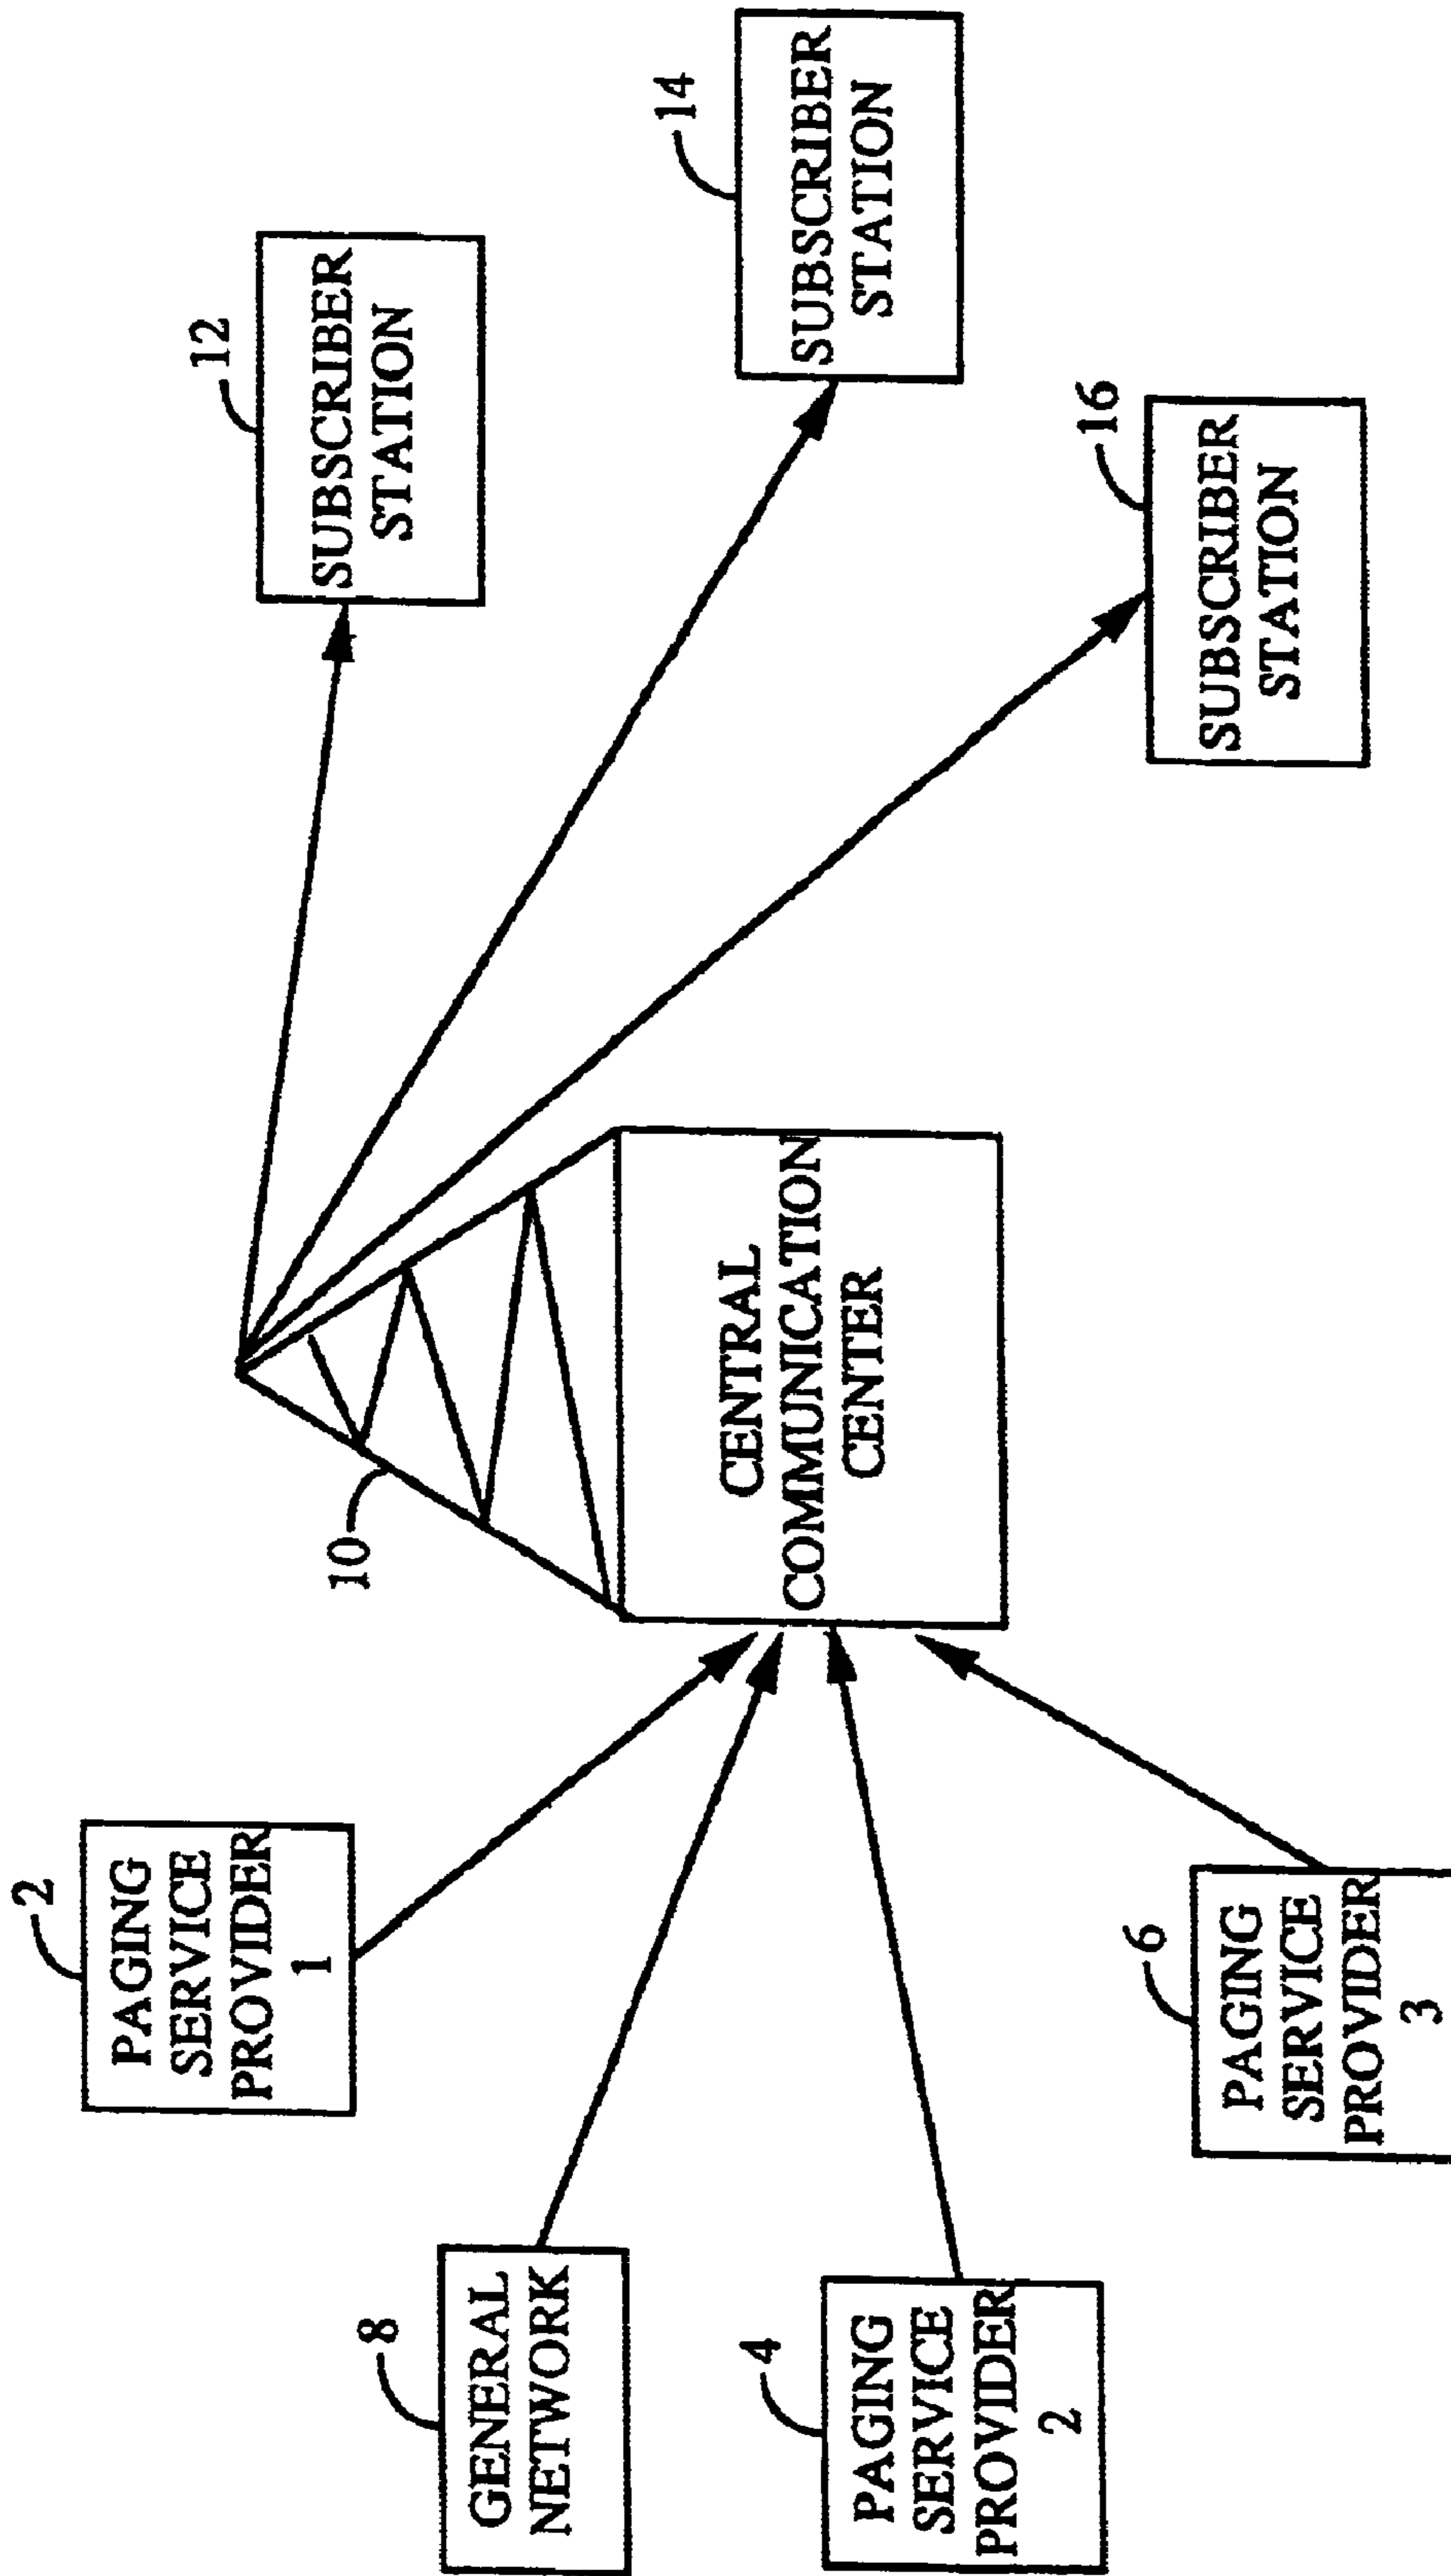 2
PAGING
SERVICE
PROVIDER
1
8
GENERAL
NETWORK
4
PAGING
SERVICE
PROVIDER
2
6
PAGING
SERVICE
PROVIDER
3
10
CENTRAL
COMMUNICATION
CENTER
12
SUBSCRIBER
STATION
14
SUBSCRIBER
STATION
16
SUBSCRIBER
STATION